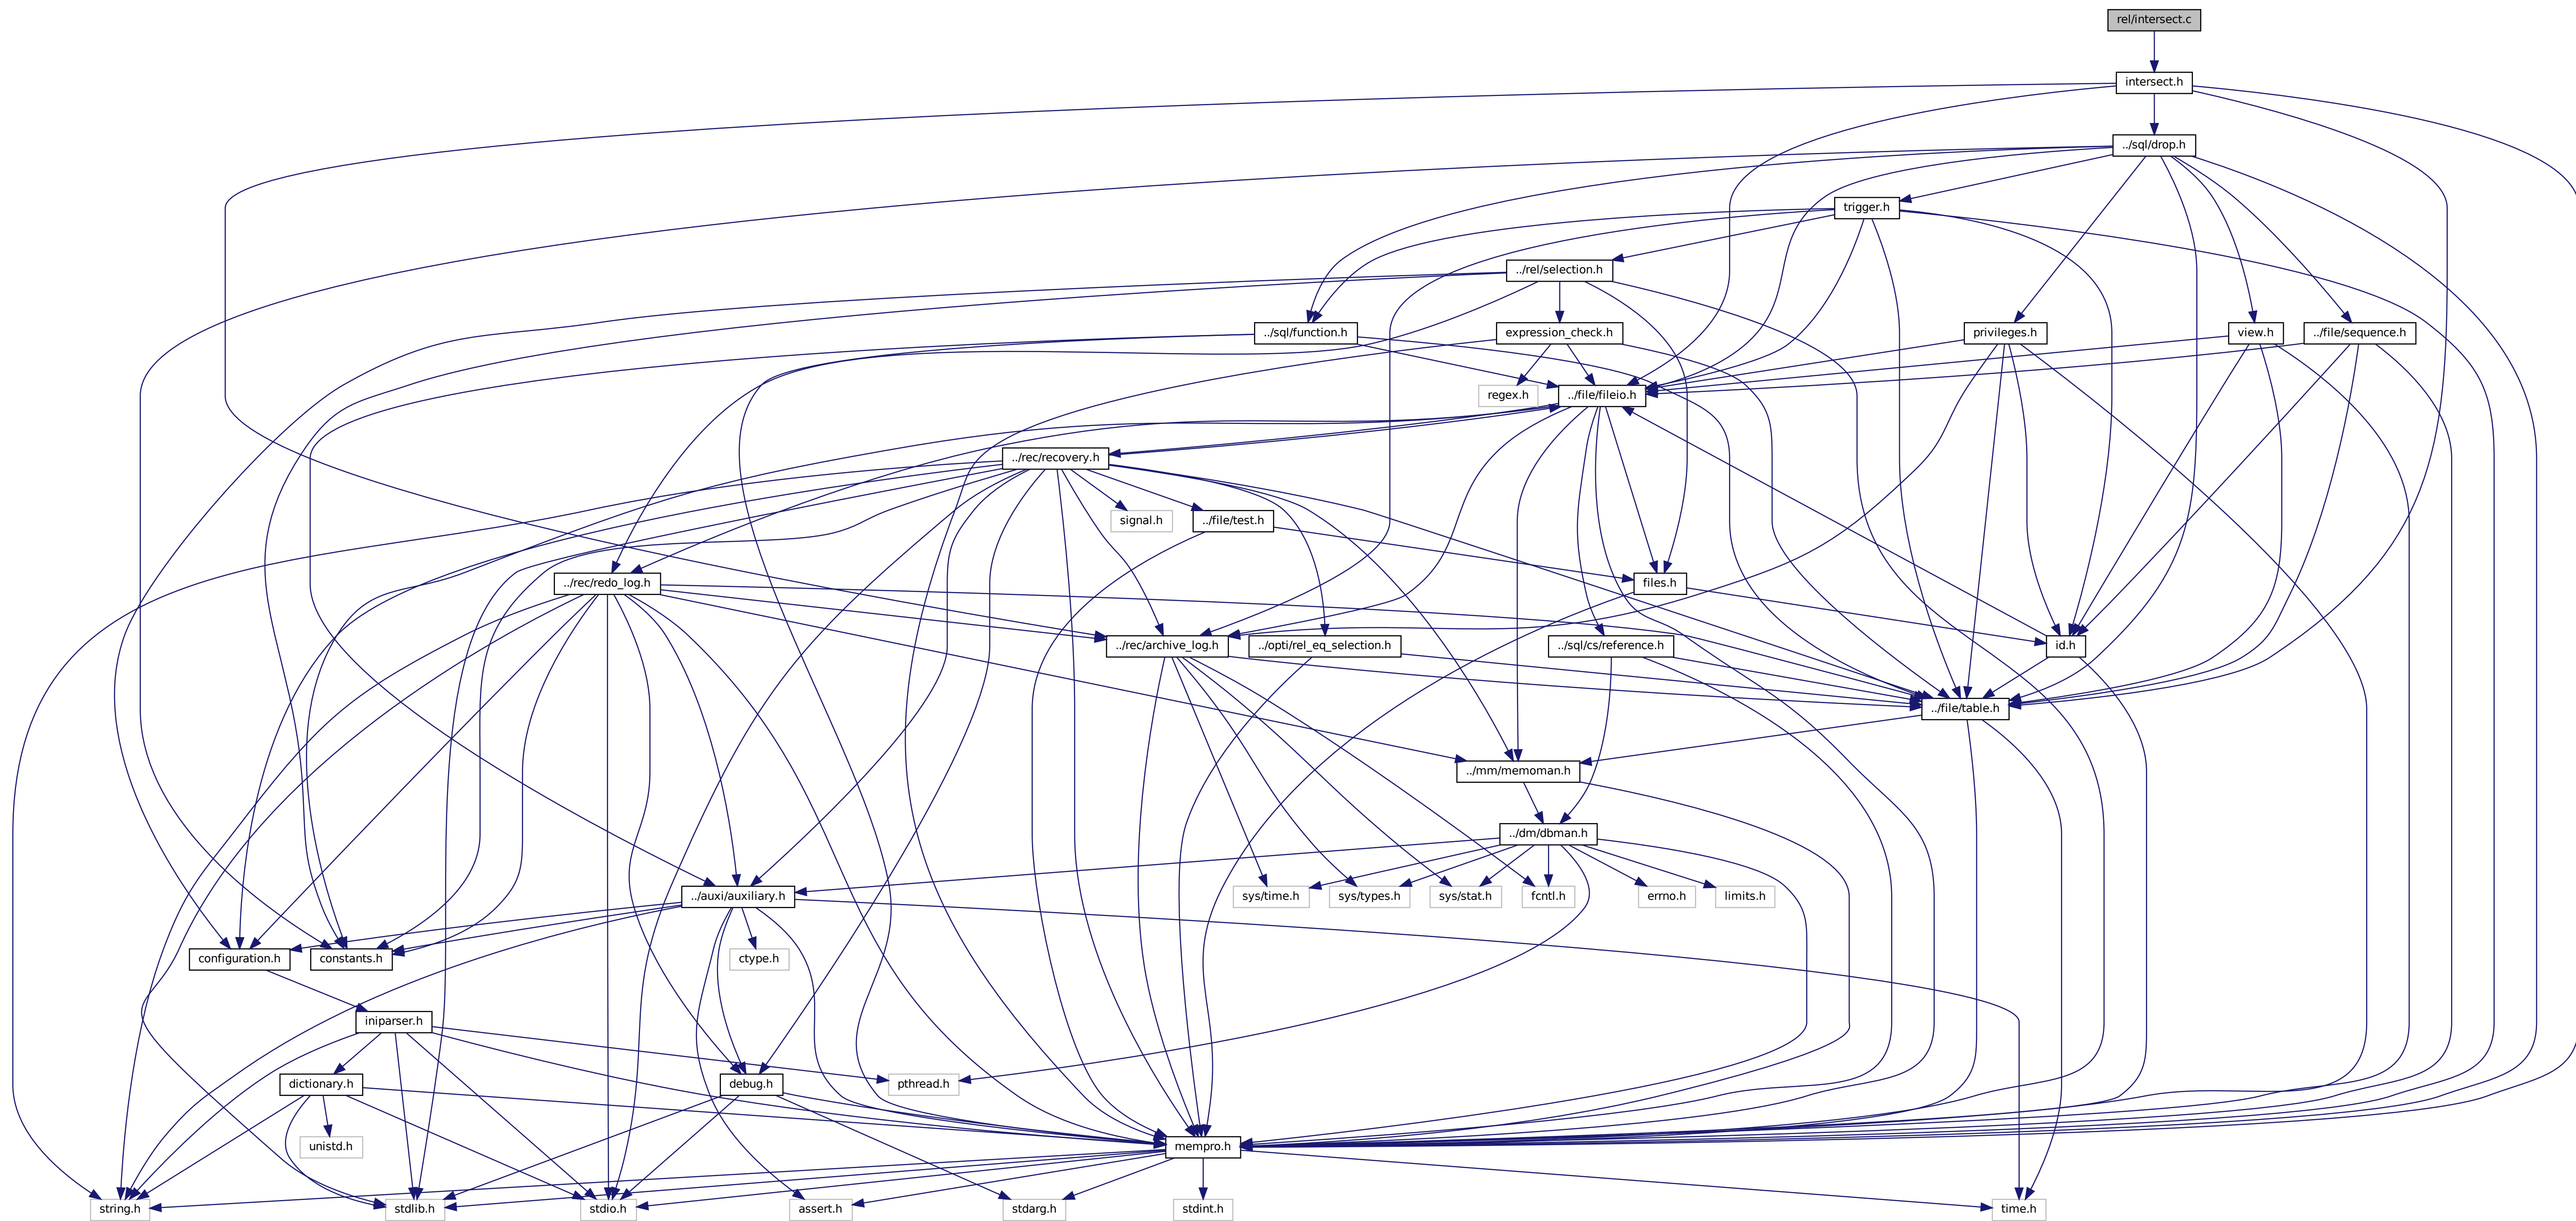 rel/intersect.c
intersect.h
../sql/drop.h
trigger.h
../rel/selection.h
../sql/function.h
expression_check.h
privileges.h
view.h
../file/sequence.h
regex.h
../file/fileio.h
../rec/recovery.h
signal.h
../file/test.h
../rec/redo_log.h
files.h
../rec/archive_log.h
../opti/rel_eq_selection.h
../sql/cs/reference.h
id.h
../file/table.h
../mm/memoman.h
../dm/dbman.h
../auxi/auxiliary.h
sys/time.h
sys/types.h
sys/stat.h
fcntl.h
errno.h
limits.h
configuration.h
constants.h
ctype.h
iniparser.h
dictionary.h
debug.h
pthread.h
unistd.h
mempro.h
string.h
stdlib.h
stdio.h
assert.h
stdarg.h
stdint.h
time.h